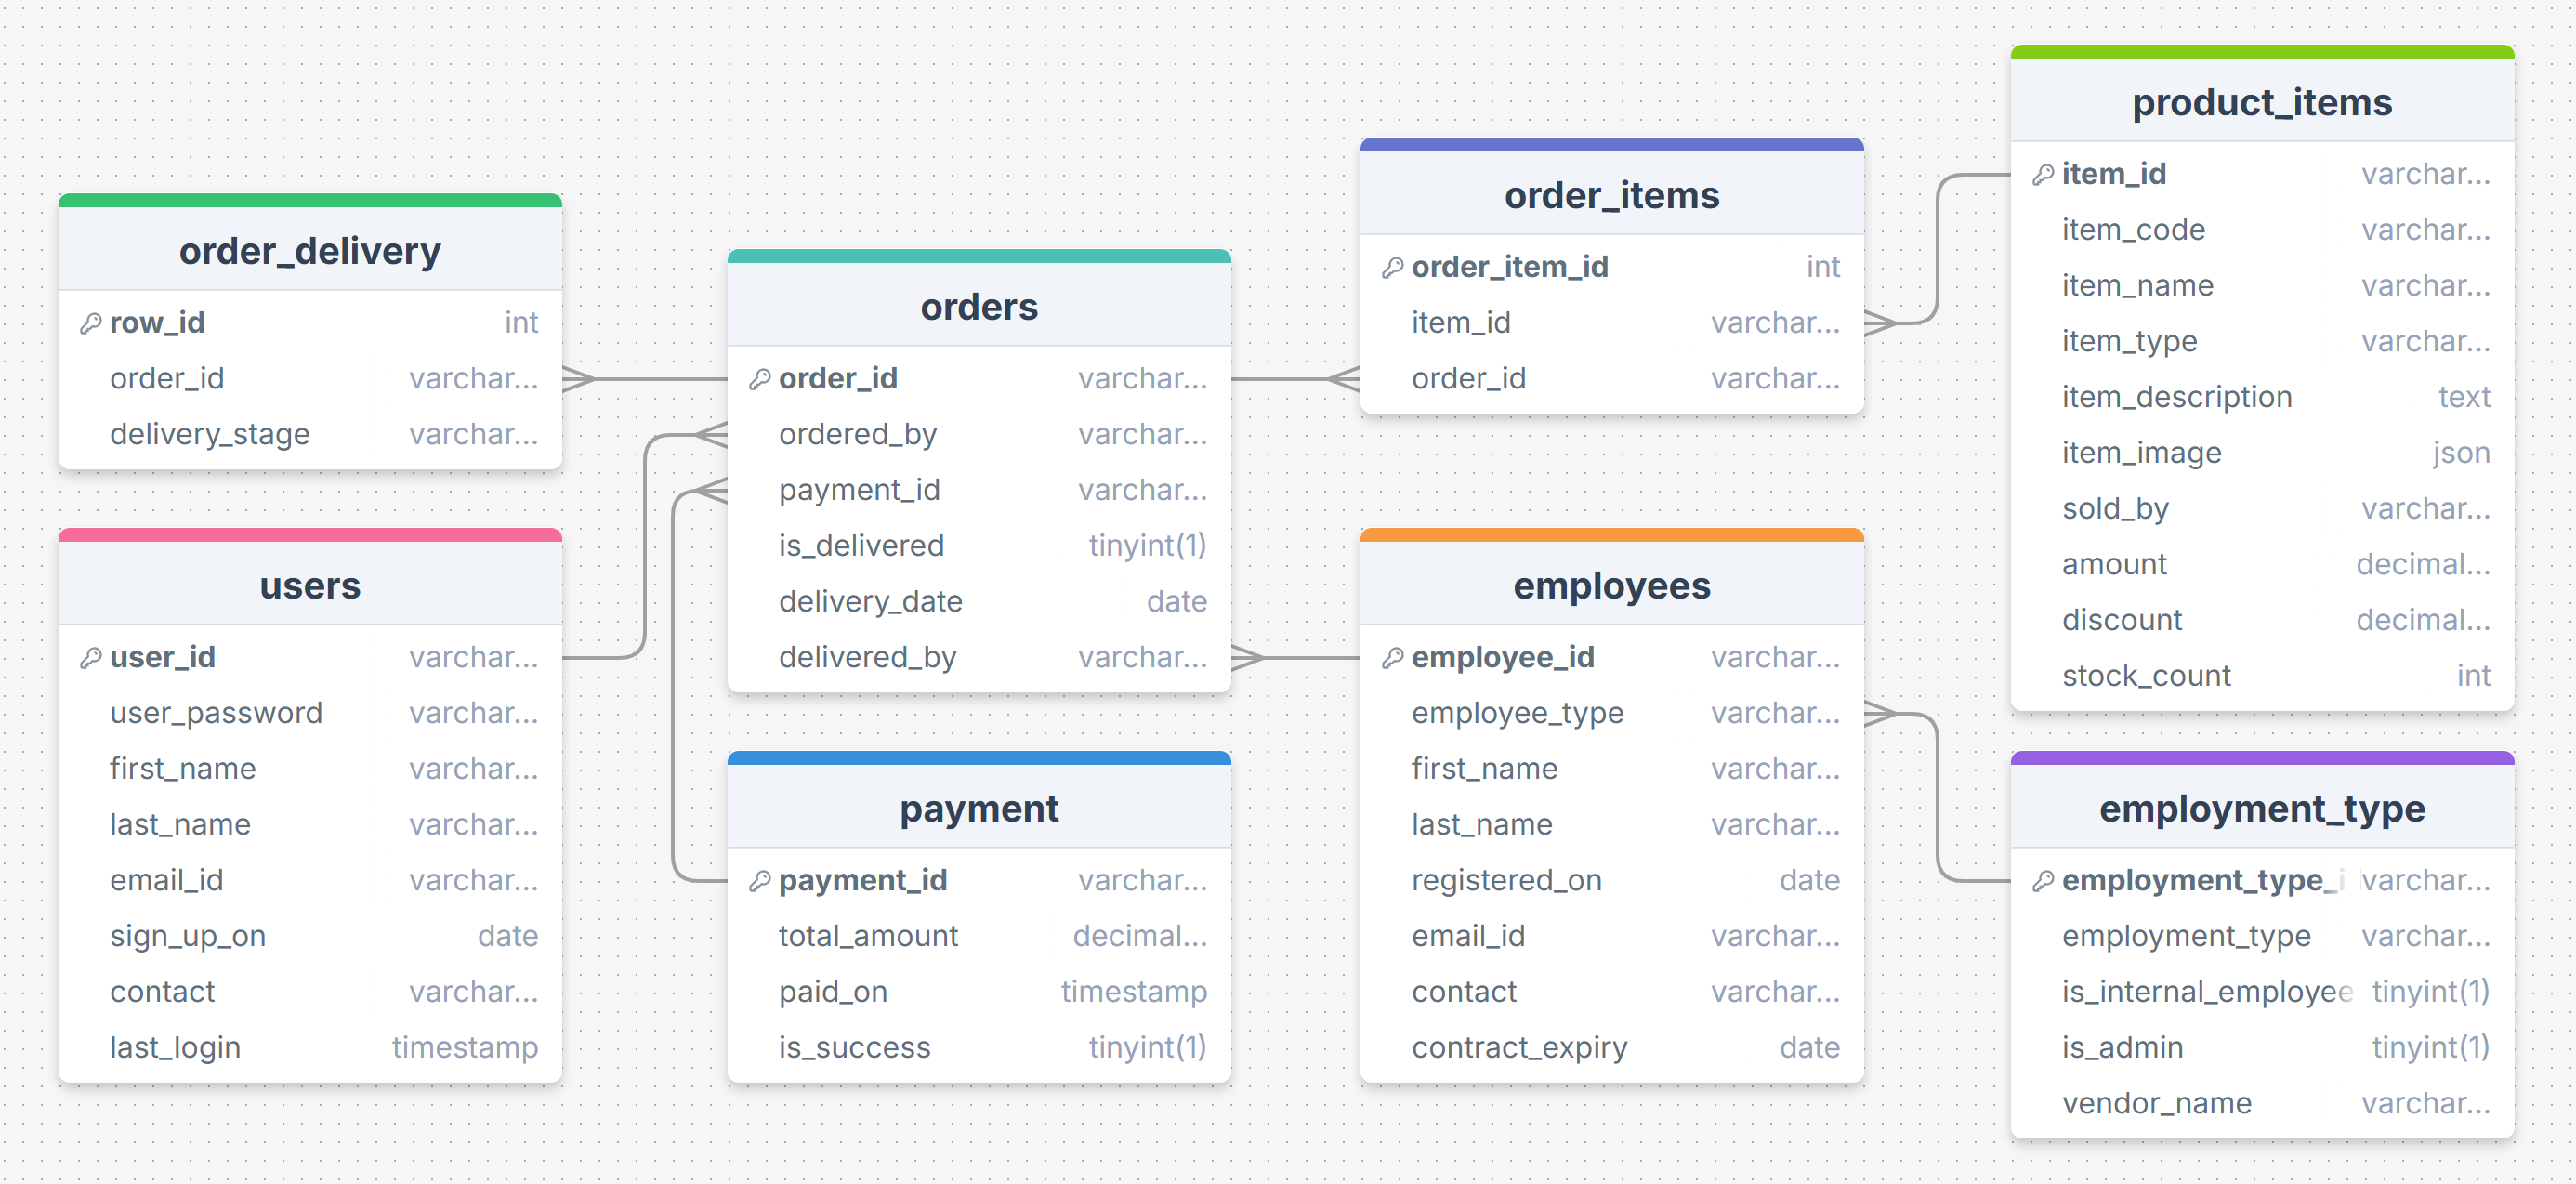 order_delivery
row_id int
order_id varchar...
delivery_stage varchar...
users
user_id varchar...
user_password varchar...
first_name varchar...
last_name varchar...
email_id varchar...
sign_up_on date
contact varchar...
last_login timestamp
orders
order_id varchar...
ordered_by varchar...
payment_id varchar...
is_delivered tinyint(1)
delivery_date date
delivered_by varchar...
payment
payment_id varchar...
total_amount decimal...
paid_on timestamp
is_success tinyint(1)
order_items
order_item_id int
item_id varchar...
order_id varchar...
employees
employee_id varchar...
employee_type varchar...
first_name varchar...
last_name varchar...
registered_on date
email_id varchar...
contact varchar...
contract_expiry date
product_items
item_id varchar...
item_code varchar...
item_name varchar...
item_type varchar...
item_description text
item_image json
sold_by varchar...
amount decimal...
discount decimal...
stock_count int
employment_type
employment_type_i varchar...
employment_type varchar...
is_internal_employee tinyint(1)
is_admin tinyint(1)
vendor_name varchar...